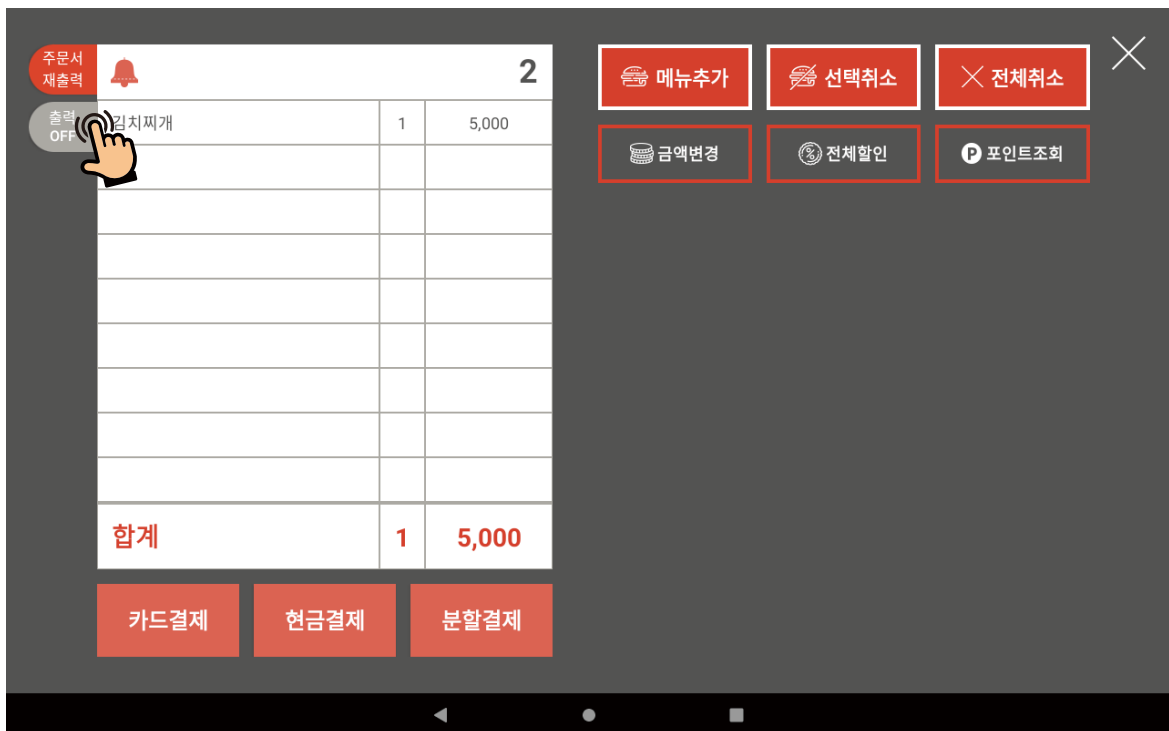 주문서
재출력
2
메뉴추가
선택취소
전체취소
출력
OFF
김치찌개 1 5,000
금액변경
전체할인
P 포인트조회
합계 1 5,000
카드결제
현금결제
분할결제